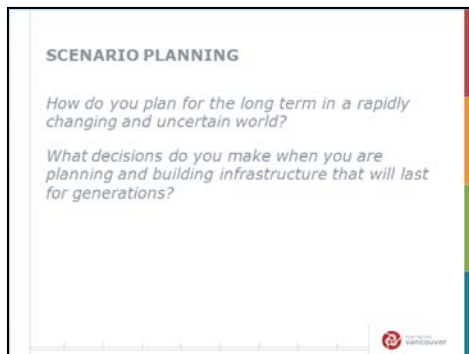 SCENARIO PLANNING
How do you plan for the long term in a rapidly
changing and uncertain world?
What decisions do you make when you are
planning and building infrastructure that will last
for generations?
vancouver